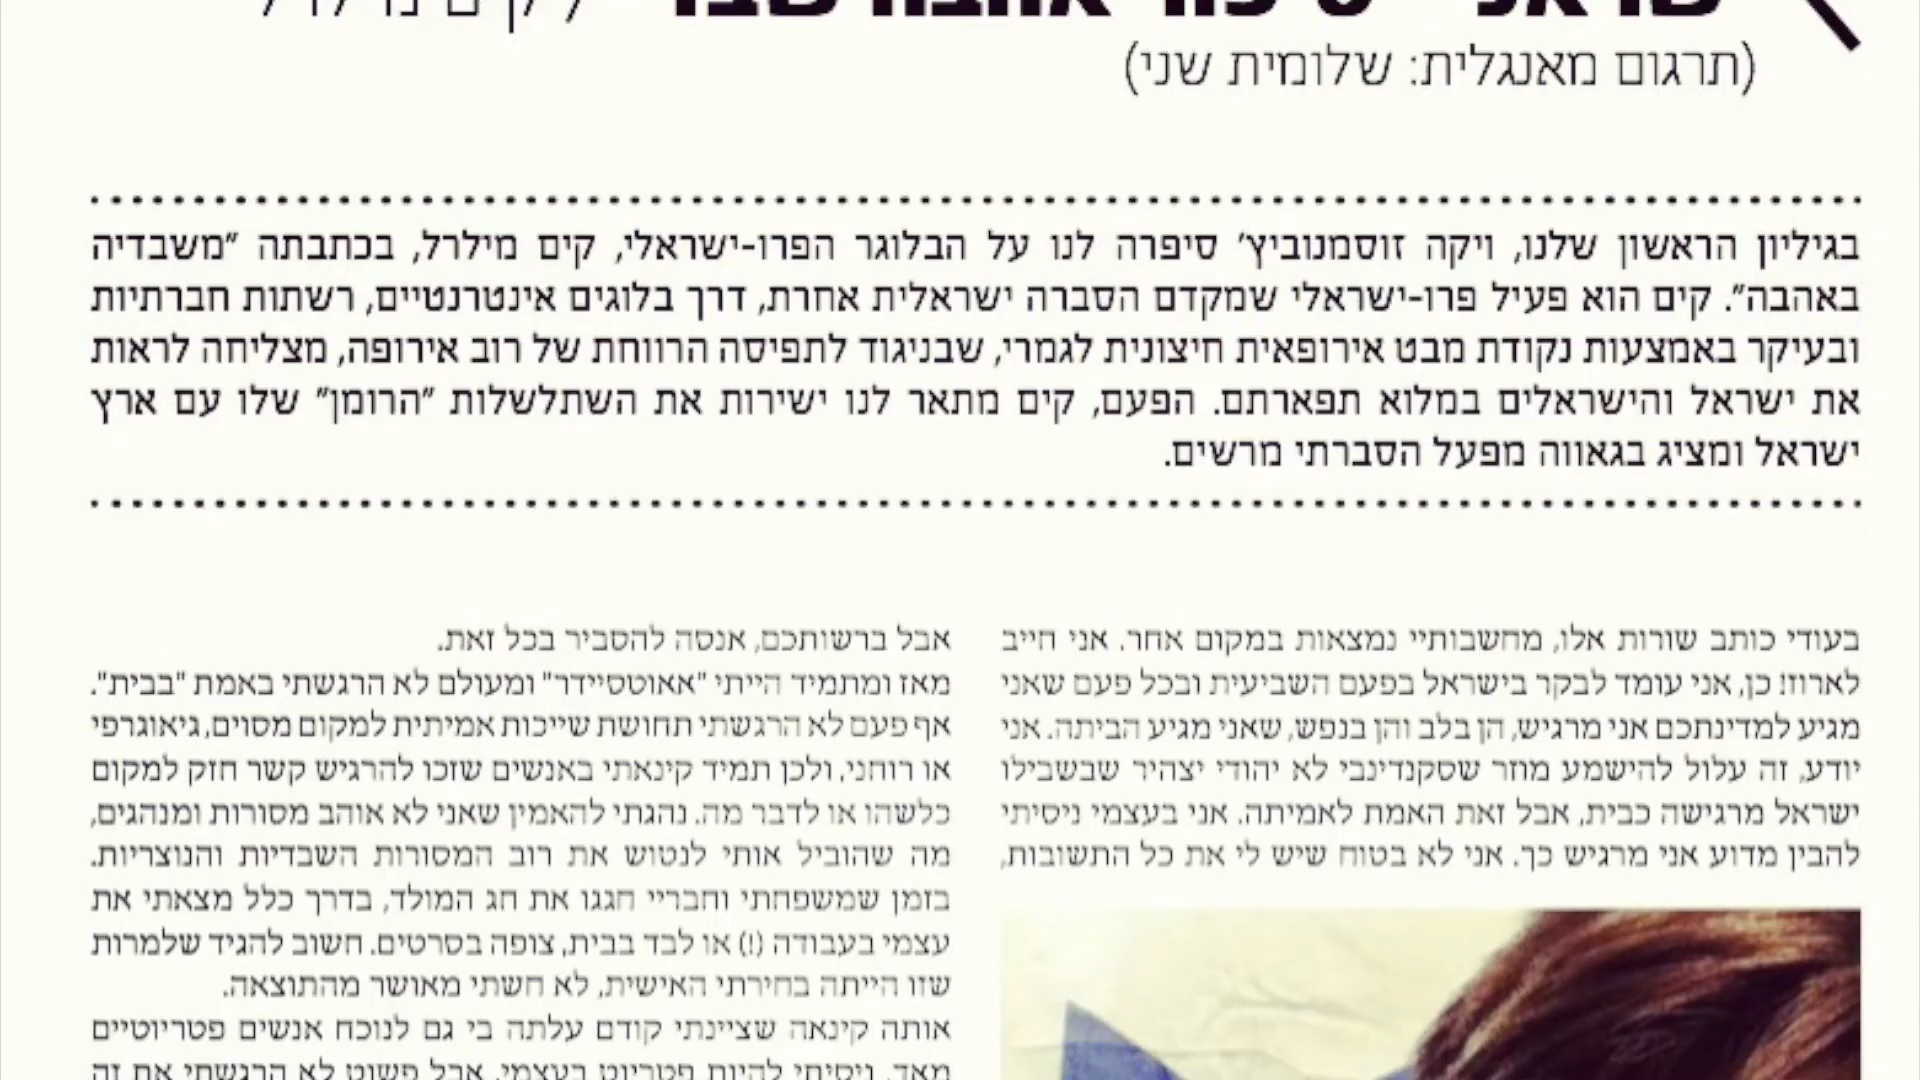 (תרגום מאנגלית: שלומית שני)
בגיליון הראשון שלנו, ויקה זוסמנוביץ׳ סיפרה לנו על הבלוגר הפרו-ישראלי, קים מילרל, בכתבתה ״משבדיה
באהבה״. קים הוא פעיל פרו-ישראלי שמקדם הסברה ישראלית אחרת, דרך בלוגים אינטרנטיים, רשתות חברתיות
ובעיקר באמצעות נקודת מבט אירופאית חיצונית לגמרי, שבניגוד לתפיסה הרווחת של רוב אירופה, מצליחה לראות
את ישראל והישראלים במלוא תפארתם. הפעם, קים מתאר לנו ישירות את השתלשלות ״הרומן״ שלו עם ארץ
ישראל ומציג בגאווה מפעל הסברתי מרשים.
בעודי כותב שורות אלו, מחשבותיי נמצאות במקום אחר. אני חייב
לארוז! כן, אני עומד לבקר בישראל בפעם השביעית ובכל פעם שאני
מגיע למדינתכם אני מרגיש, הן בלב והן בנפש, שאני מגיע הביתה. אני
יודע, זה עלול להישמע מוזר שסקנדינבי לא יהודי יצהיר שבשבילו
ישראל מרגישה כבית, אבל זאת האמת לאמיתה. אני בעצמי ניסיתי
להבין מדוע אני מרגיש כך. אני לא בטוח שיש לי את כל התשובות,
אבל ברשותכם, אנסה להסביר בכל זאת.
מאז ומתמיד הייתי "אאוטסיידר" ומעולם לא הרגשתי באמת "בבית".
אף פעם לא הרגשתי תחושת שייכות אמיתית למקום מסוים, גיאוגרפי
או רוחני, ולכן תמיד קינאתי באנשים שזכו להרגיש קשר חזק למקום
כלשהו או לדבר מה. נהגתי להאמין שאני לא אוהב מסורות ומנהגים,
מה שהוביל אותי לנטוש את רוב המסורות השבדיות והנוצריות.
בזמן שמשפחתי וחבריי חגגו את חג המולד, בדרך כלל מצאתי את
עצמי בעבודה (!) או לבד בבית, צופה בסרטים. חשוב להגיד שלמרות
שזו הייתה בחירתי האישית, לא חשתי מאושר מהתוצאה.
אותה קינאה שציינתי קודם עלתה בי גם לנוכח אנשים פטריוטיים
מאד. ניסיתי להיות פטריוט בעצמי, אבל פשוט לא הרגשתי את זה